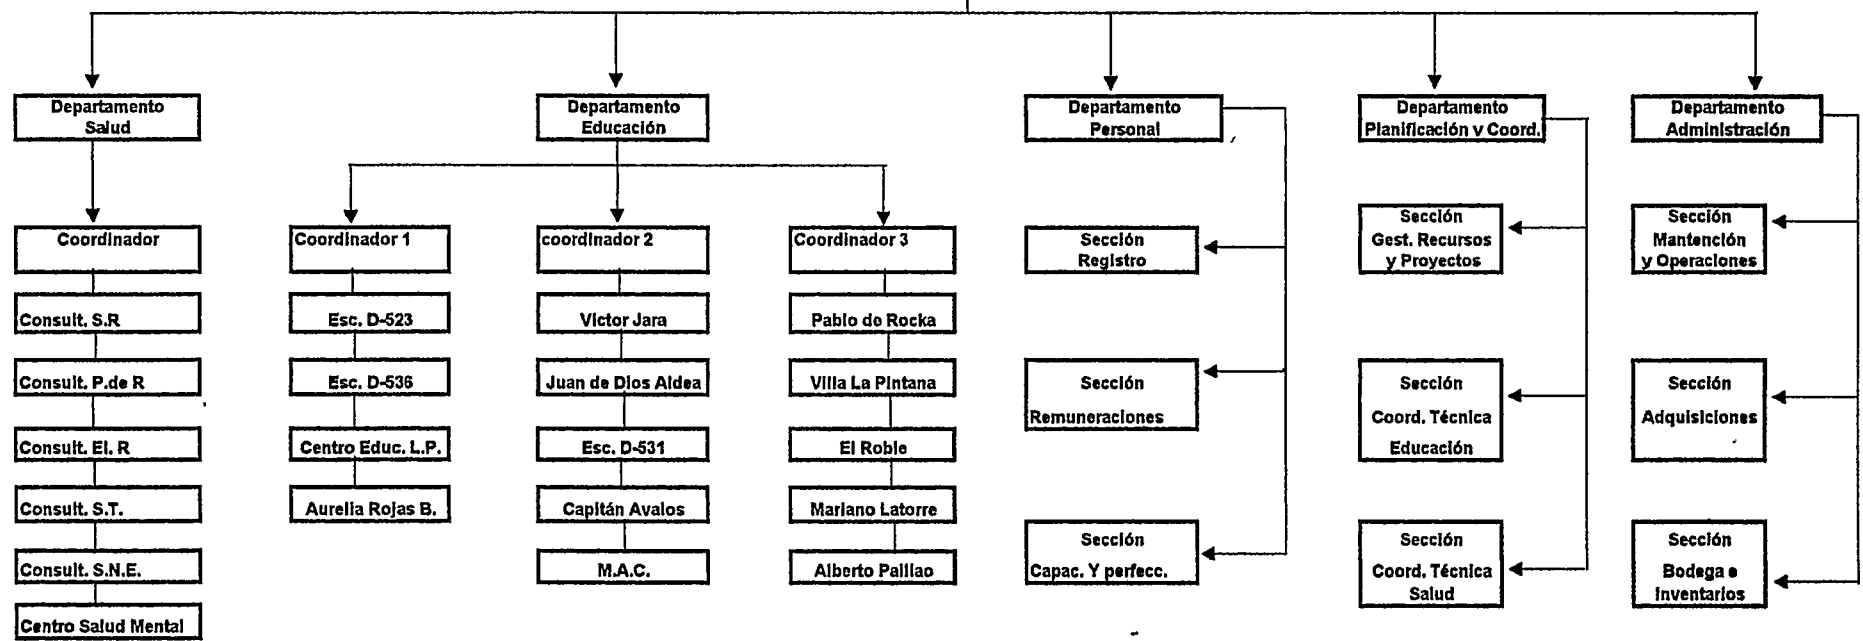 Departamento
Salud
Departamento
Educación
Departamento
Personal
Departamento
Planificación y Coord.
Departamento
Administración
Coordinador
Consult. S.R
Consult. P.de R
Consult. El. R
Consult. S.T.
Consult. S.N.E.
Centro Salud Mental
Coordinador 1
Esc. D-523
Esc. D-536
Centro Educ. L.P.
Aurelia Rojas B.
coordinador 2
Victor Jara
Juan de Dios Aldea
Esc. D-531
Capitán Avalos
M.A.C.
Coordinador 3
Pablo de Rocka
Villa La Pintana
El Roble
Mariano Latorre
Alberto Palliao
Sección
Registro
Sección
Remuneraciones
Sección
Capac. Y perfecc.
Sección
Gest. Recursos
y Proyectos
Sección
Coord. Técnica
Educación
Sección
Coord. Técnica
Salud
Sección
Mantención
y Operaciones
Sección
Adquisiciones
Sección
Bodega e
Inventarios